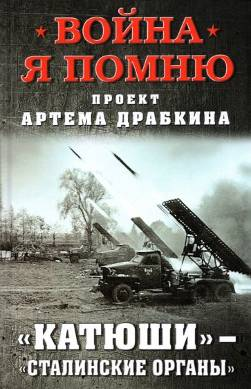 ВОЙНА
Я ПОМНЮ
ПРОЕКТ
АРТЕМА ДРАБКИНА
«КАТЮШИ» –
«СТАЛИНСКИЕ ОРГАНЫ»